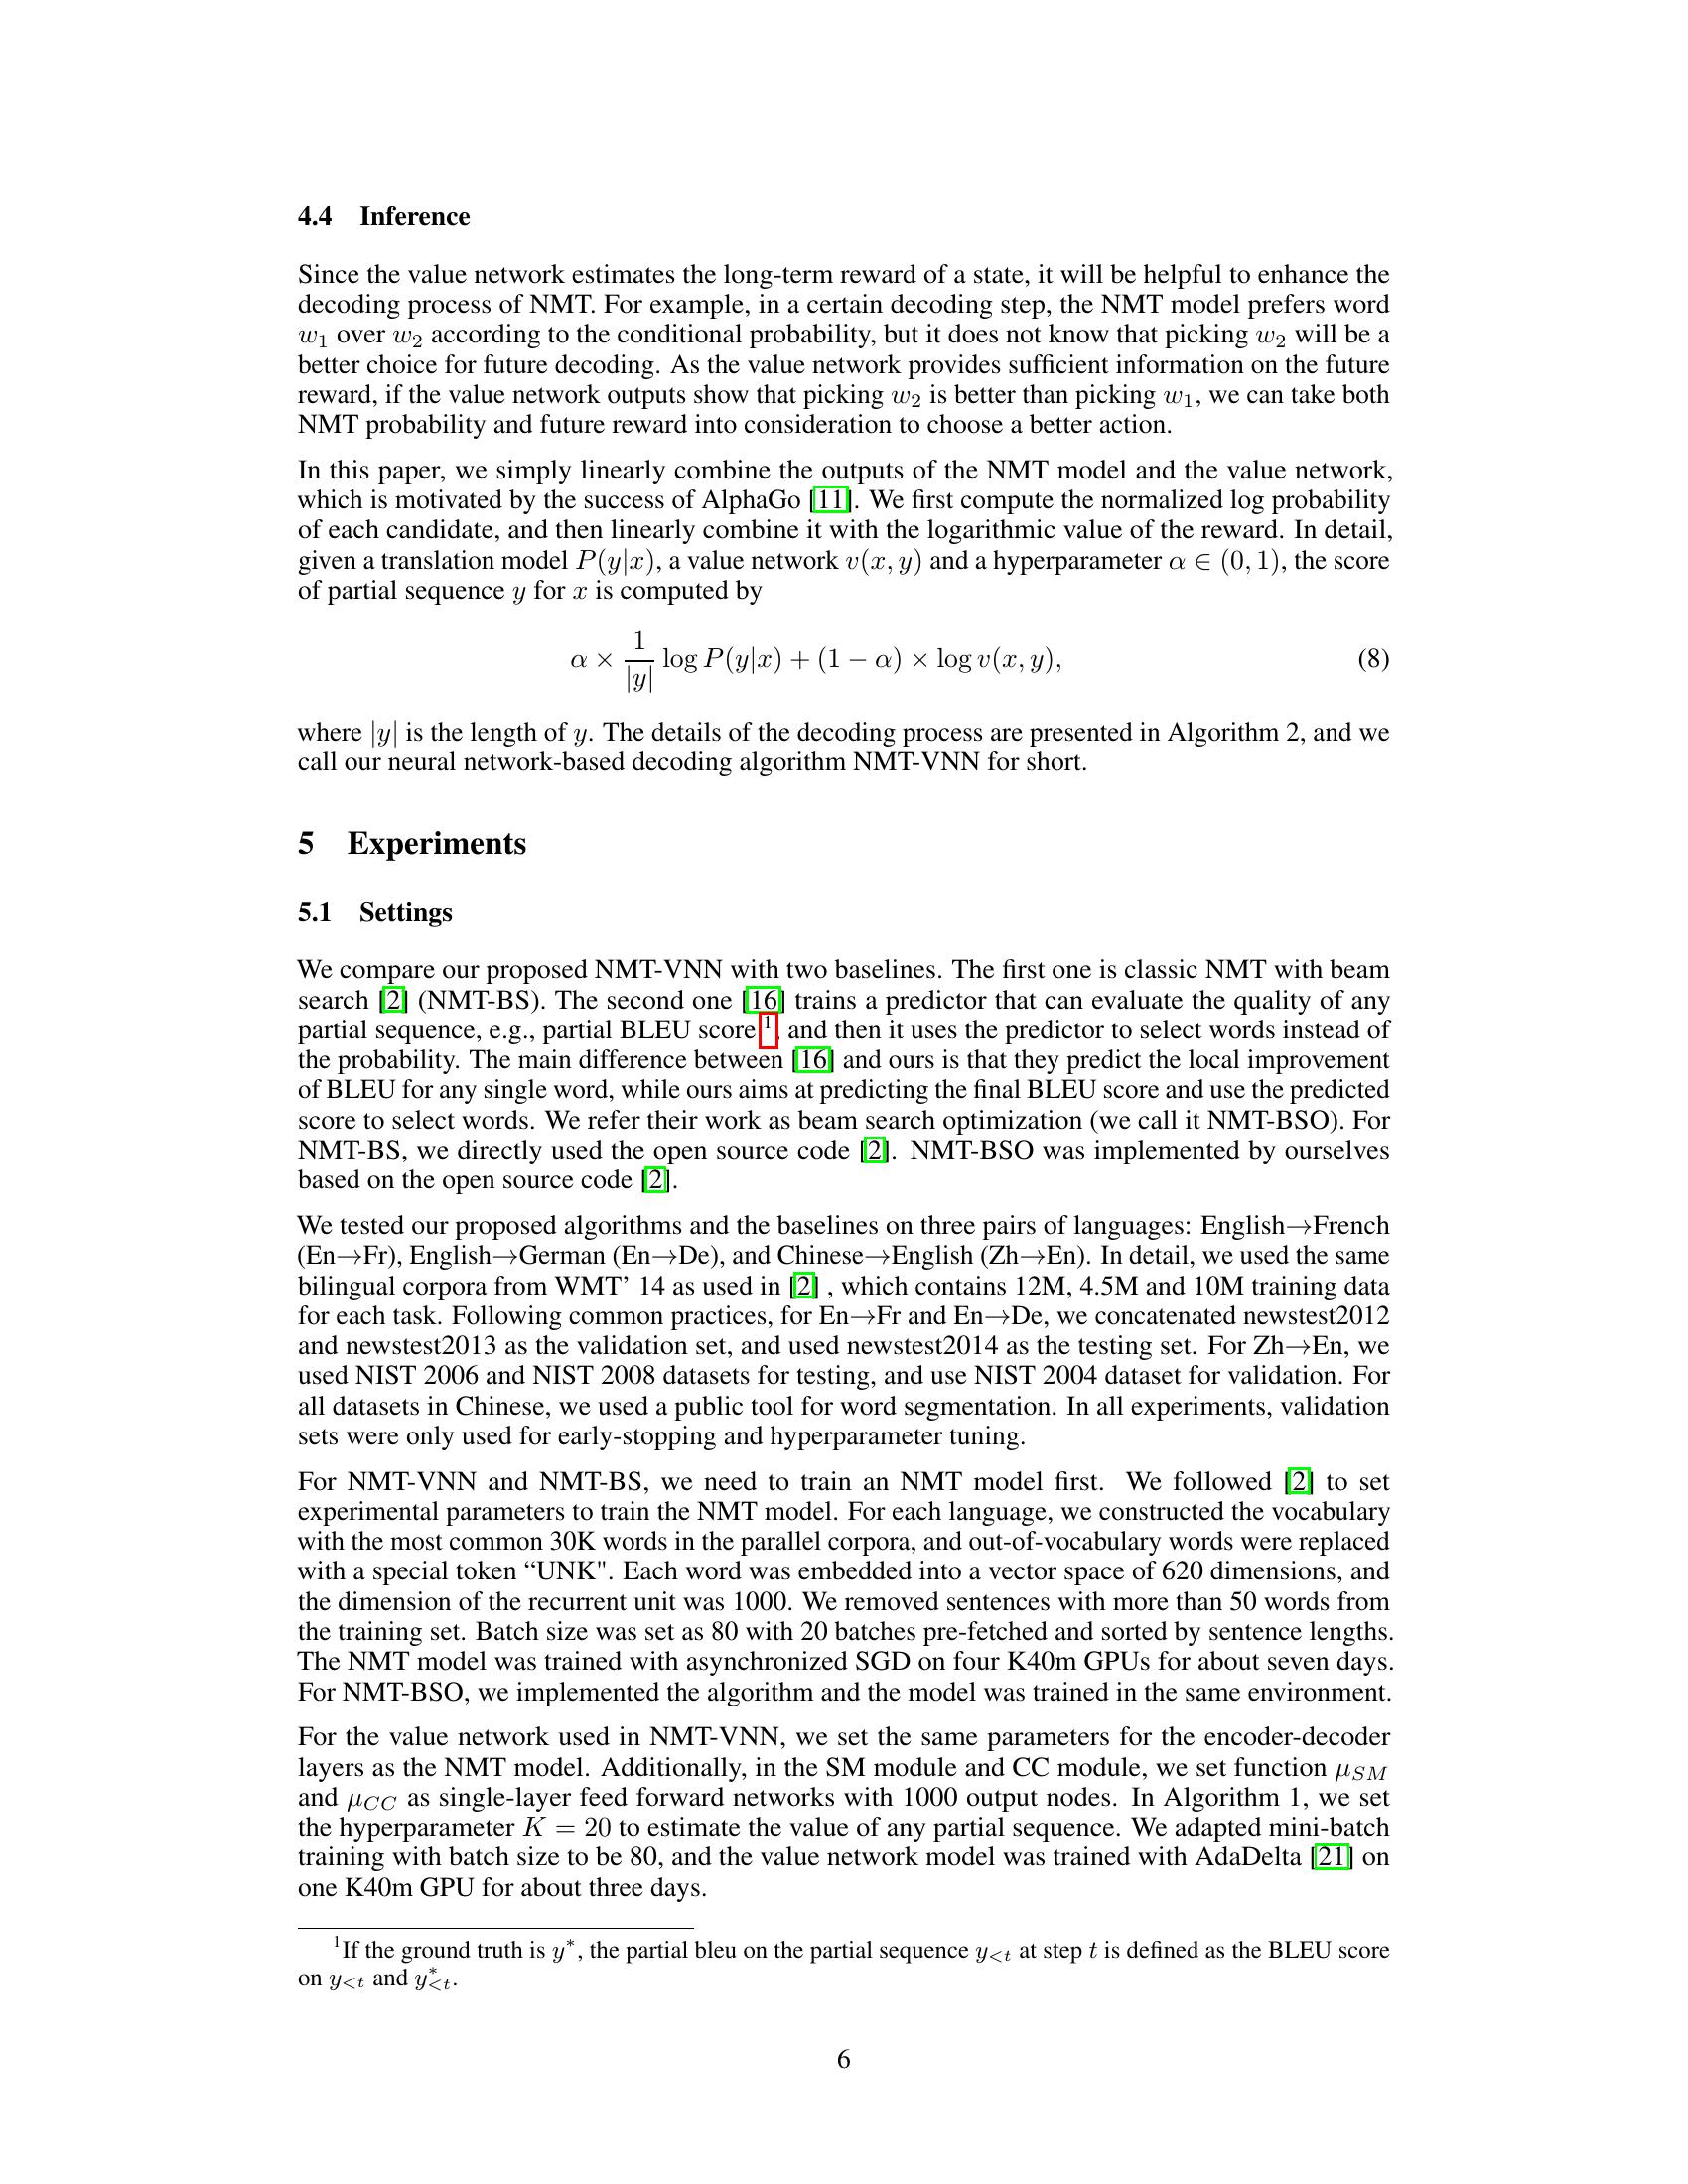 4.4 Inference
Since the value network estimates the long-term reward of a state, it will be helpful to enhance the
decoding process of NMT. For example, in a certain decoding step, the NMT model prefers word
w₁ over w₂ according to the conditional probability, but it does not know that picking w₂ will be a
better choice for future decoding. As the value network provides sufficient information on the future
reward, if the value network outputs show that picking w₂ is better than picking w₁, we can take both
NMT probability and future reward into consideration to choose a better action.
In this paper, we simply linearly combine the outputs of the NMT model and the value network,
which is motivated by the success of AlphaGo [11]. We first compute the normalized log probability
of each candidate, and then linearly combine it with the logarithmic value of the reward. In detail,
given a translation model P(y|x), a value network v(x, y) and a hyperparameter α ∈ (0, 1), the score
of partial sequence y for x is computed by
α × 1/|y| log P(y|x) + (1 − α) × log v(x, y), (8)
where |y| is the length of y. The details of the decoding process are presented in Algorithm 2, and we
call our neural network-based decoding algorithm NMT-VNN for short.
5 Experiments
5.1 Settings
We compare our proposed NMT-VNN with two baselines. The first one is classic NMT with beam
search [2] (NMT-BS). The second one [16] trains a predictor that can evaluate the quality of any
partial sequence, e.g., partial BLEU score ¹, and then it uses the predictor to select words instead of
the probability. The main difference between [16] and ours is that they predict the local improvement
of BLEU for any single word, while ours aims at predicting the final BLEU score and use the predicted
score to select words. We refer their work as beam search optimization (we call it NMT-BSO). For
NMT-BS, we directly used the open source code [2]. NMT-BSO was implemented by ourselves
based on the open source code [2].
We tested our proposed algorithms and the baselines on three pairs of languages: English→French
(En→Fr), English→German (En→De), and Chinese→English (Zh→En). In detail, we used the same
bilingual corpora from WMT' 14 as used in [2] , which contains 12M, 4.5M and 10M training data
for each task. Following common practices, for En→Fr and En→De, we concatenated newstest2012
and newstest2013 as the validation set, and used newstest2014 as the testing set. For Zh→En, we
used NIST 2006 and NIST 2008 datasets for testing, and use NIST 2004 dataset for validation. For
all datasets in Chinese, we used a public tool for word segmentation. In all experiments, validation
sets were only used for early-stopping and hyperparameter tuning.
For NMT-VNN and NMT-BS, we need to train an NMT model first. We followed [2] to set
experimental parameters to train the NMT model. For each language, we constructed the vocabulary
with the most common 30K words in the parallel corpora, and out-of-vocabulary words were replaced
with a special token “UNK". Each word was embedded into a vector space of 620 dimensions, and
the dimension of the recurrent unit was 1000. We removed sentences with more than 50 words from
the training set. Batch size was set as 80 with 20 batches pre-fetched and sorted by sentence lengths.
The NMT model was trained with asynchronized SGD on four K40m GPUs for about seven days.
For NMT-BSO, we implemented the algorithm and the model was trained in the same environment.
For the value network used in NMT-VNN, we set the same parameters for the encoder-decoder
layers as the NMT model. Additionally, in the SM module and CC module, we set function μ_SM
and μ_CC as single-layer feed forward networks with 1000 output nodes. In Algorithm 1, we set
the hyperparameter K = 20 to estimate the value of any partial sequence. We adapted mini-batch
training with batch size to be 80, and the value network model was trained with AdaDelta [21] on
one K40m GPU for about three days.
¹If the ground truth is y*, the partial bleu on the partial sequence y_<t at step t is defined as the BLEU score
on y_<t and y*_<t.
6